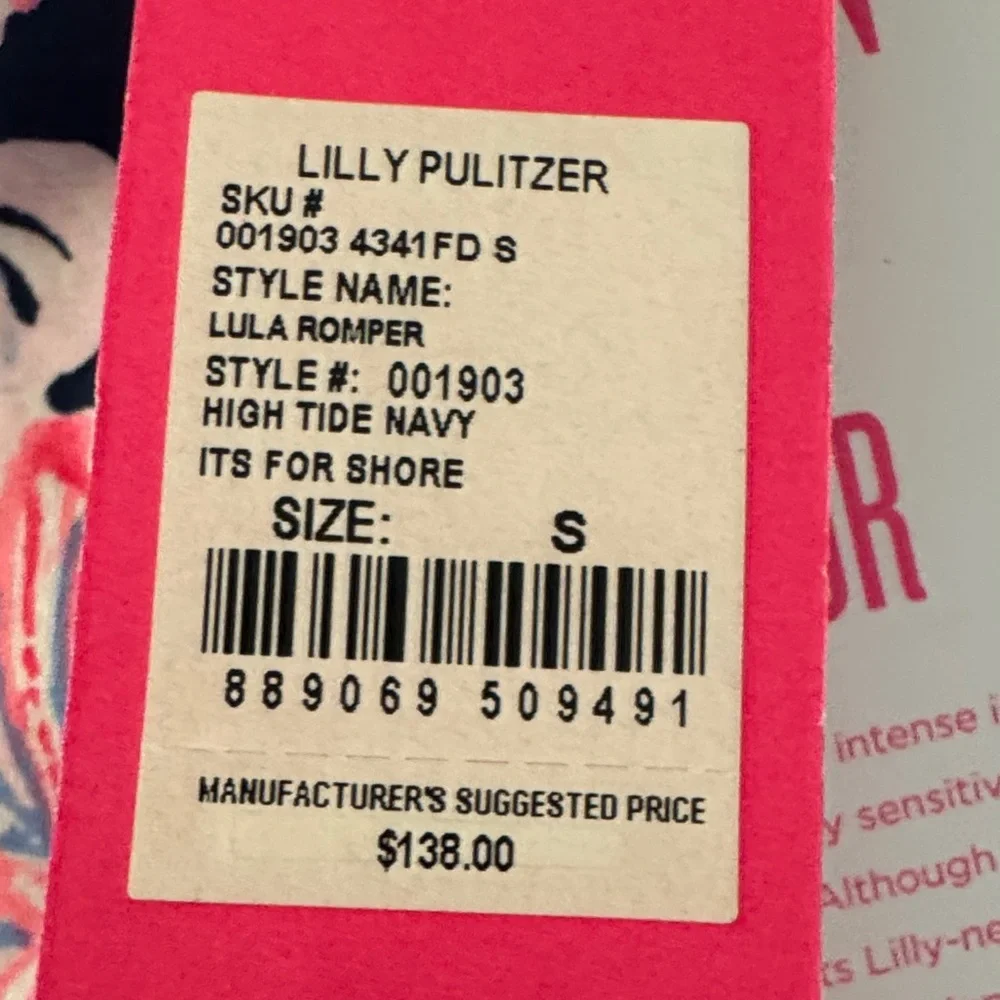 LILLY PULITZER
SKU #
001903 4341FD S
STYLE NAME:
LULA ROMPER
STYLE #: 001903
HIGH TIDE NAVY
ITS FOR SHORE
SIZE: S
889069 509491
MANUFACTURER'S SUGGESTED PRICE
$138.00
OR
intense
y sensitiv
Although
ts Lilly-ne